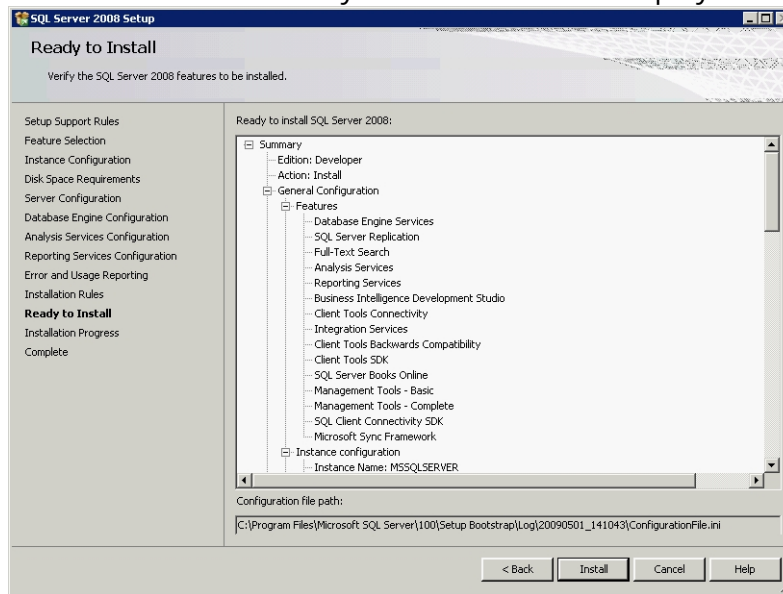 SQL Server 2008 Setup
Ready to Install
Verify the SQL Server 2008 features to be installed.
Setup Support Rules
Feature Selection
Instance Configuration
Disk Space Requirements
Server Configuration
Database Engine Configuration
Analysis Services Configuration
Reporting Services Configuration
Error and Usage Reporting
Installation Rules
Ready to Install
Installation Progress
Complete
Ready to install SQL Server 2008:
Summary
Edition: Developer
Action: Install
General Configuration
Features
Database Engine Services
SQL Server Replication
Full-Text Search
Analysis Services
Reporting Services
Business Intelligence Development Studio
Client Tools Connectivity
Integration Services
Client Tools Backwards Compatibility
Client Tools SDK
SQL Server Books Online
Management Tools - Basic
Management Tools - Complete
SQL Client Connectivity SDK
Microsoft Sync Framework
Instance configuration
Instance Name: MSSQLSERVER
Configuration file path:
C:\Program Files\Microsoft SQL Server\100\Setup Bootstrap\Log\20090501_141043\ConfigurationFile.ini
< Back
Install
Cancel
Help